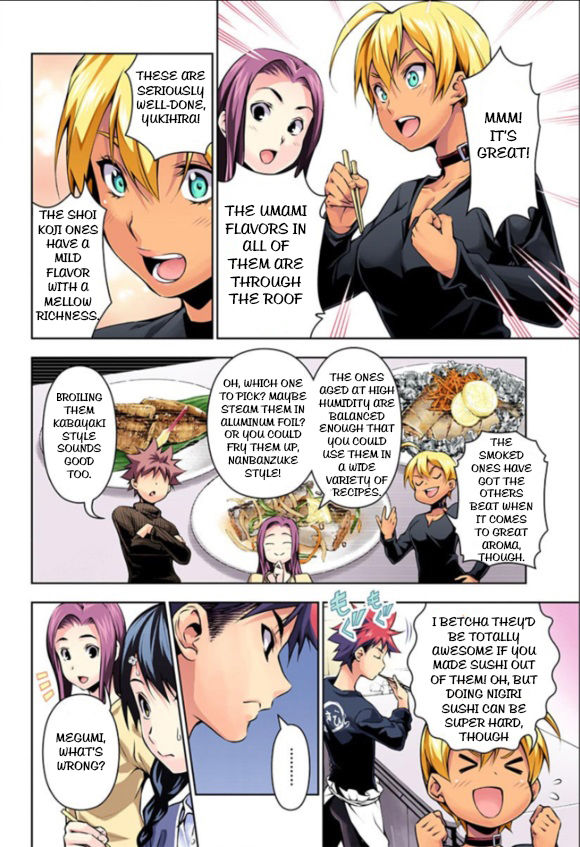 MMM!
IT'S
GREAT!
THE UMAMI
FLAVORS IN
ALL OF
THEM ARE
THROUGH
THE ROOF
THESE ARE
SERIOUSLY
WELL-DONE,
YUKIHIRA!
THE SHOI
KOJI ONES
HAVE A
MILD
FLAVOR
WITH A
MELLOW
RICHNESS.
THE
SMOKED
ONES HAVE
GOT THE
OTHERS
BEAT WHEN
IT COMES
TO GREAT
AROMA,
THOUGH.
THE ONES
AGED AT HIGH
HUMIDITY ARE
BALANCED
ENOUGH THAT
YOU COULD
USE THEM IN
A WIDE
VARIETY OF
RECIPES.
OH, WHICH ONE
TO PICK? MAYBE
STEAM THEM IN
ALUMINUM FOIL?
OR YOU COULD
FRY THEM UP,
NANBANZUKE
STYLE!
BROILING
THEM
KABAYAKI
STYLE
SOUNDS
GOOD
TOO.
I BETCHA THEY'D
BE TOTALLY
AWESOME IF YOU
MADE SUSHI OUT
OF THEM! OH, BUT
DOING NIGIRI
SUSHI CAN BE
SUPER HARD,
THOUGH
もぐ
もぐ
.........
MEGUMI,
WHAT'S
WRONG?